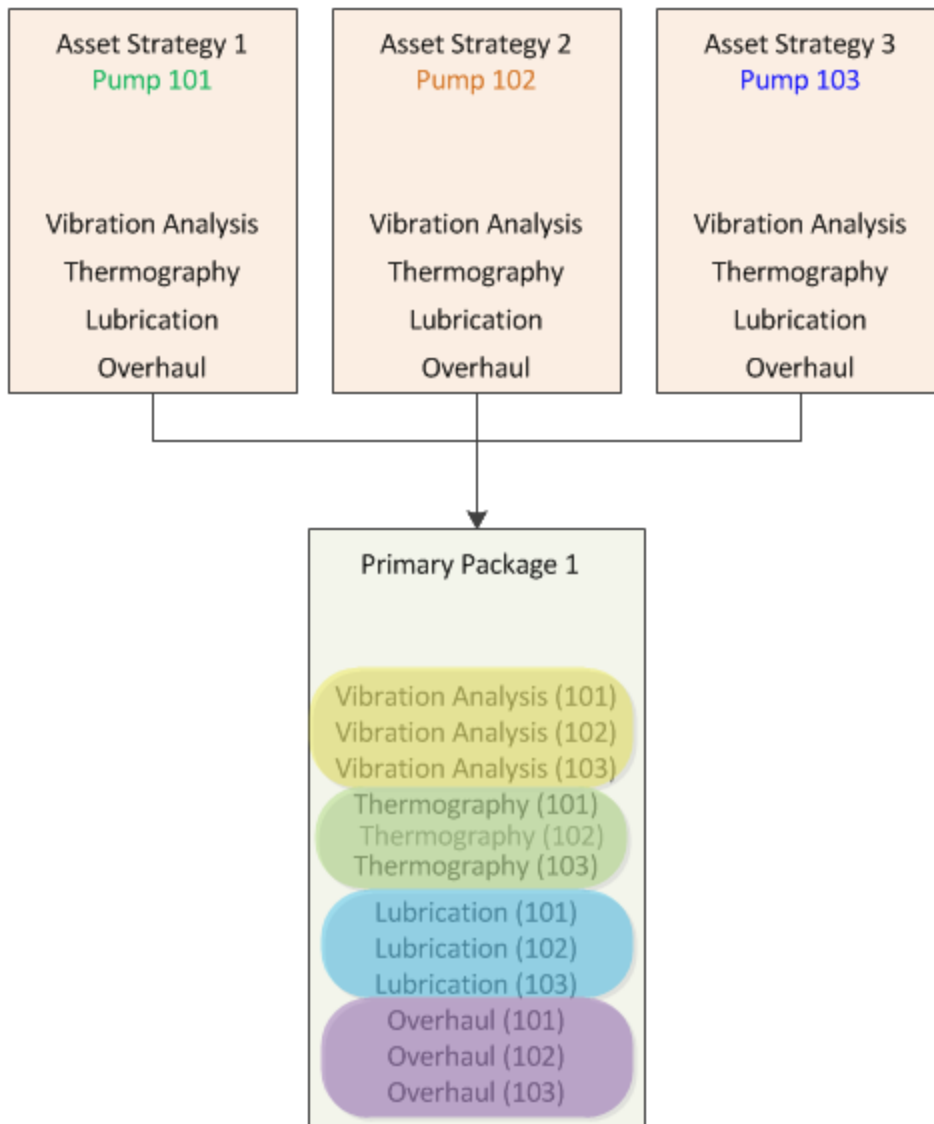 Asset Strategy 1
Pump 101
Vibration Analysis
Thermography
Lubrication
Overhaul
Asset Strategy 2
Pump 102
Vibration Analysis
Thermography
Lubrication
Overhaul
Asset Strategy 3
Pump 103
Vibration Analysis
Thermography
Lubrication
Overhaul
Primary Package 1
Vibration Analysis (101)
Vibration Analysis (102)
Vibration Analysis (103)
Thermography (101)
Thermography (102)
Thermography (103)
Lubrication (101)
Lubrication (102)
Lubrication (103)
Overhaul (101)
Overhaul (102)
Overhaul (103)